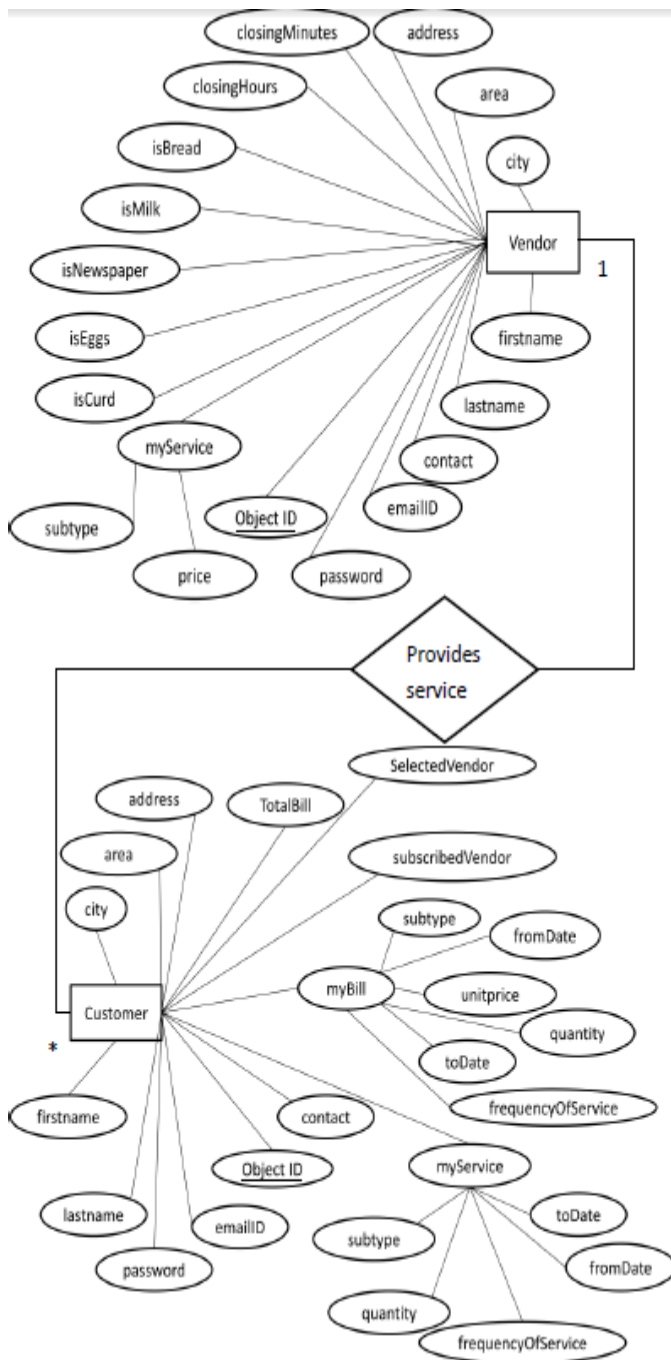 closingMinutes
address
closingHours
area
isBread
city
isMilk
Vendor
1
isNewspaper
firstname
isEggs
isCurd
lastname
myService
contact
subtype
Object ID
emailID
price
password
Provides
service
SelectedVendor
address
TotalBill
area
subscribedVendor
city
subtype
fromDate
myBill
unitprice
Customer
quantity
*
toDate
firstname
contact
frequencyOfService
Object ID
myService
lastname
emailID
toDate
subtype
password
fromDate
quantity
frequencyOfService